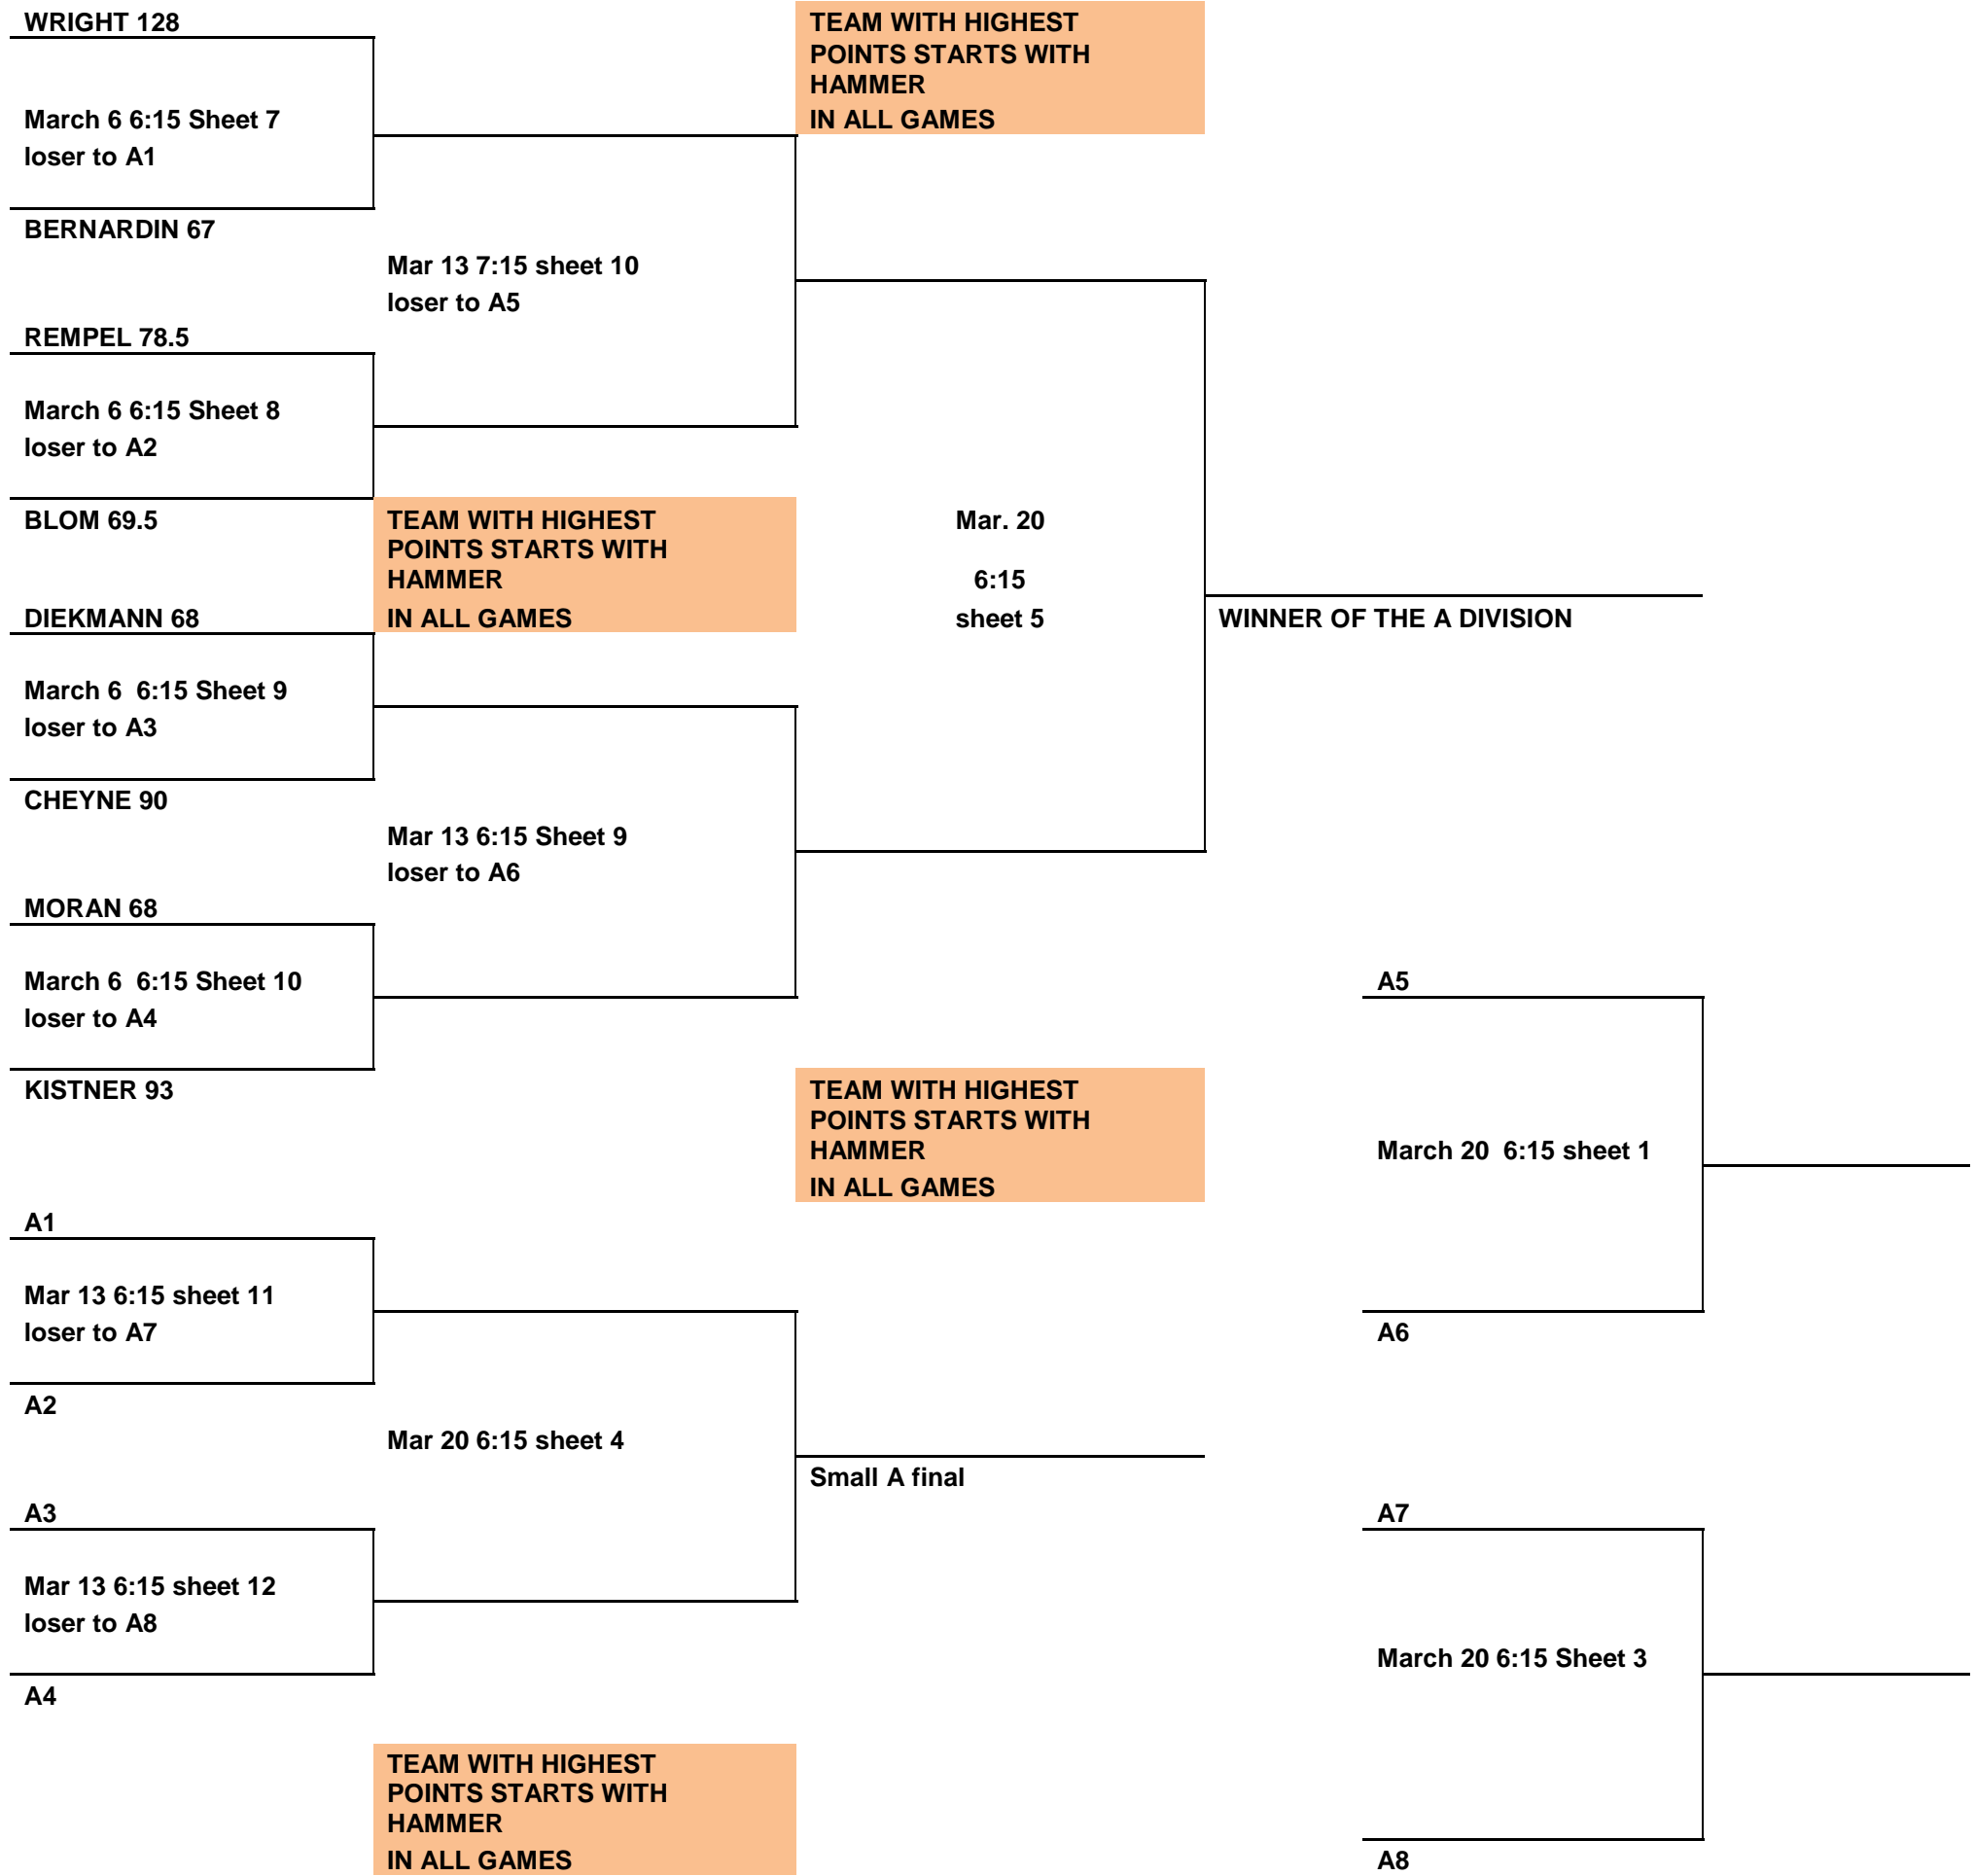 WRIGHT 128
TEAM WITH HIGHEST
POINTS STARTS WITH
HAMMER
IN ALL GAMES
March 6 6:15 Sheet 7
loser to A1
BERNARDIN 67
Mar 13 7:15 sheet 10
loser to A5
REMPEL 78.5
March 6 6:15 Sheet 8
loser to A2
BLOM 69.5
TEAM WITH HIGHEST
POINTS STARTS WITH
HAMMER
IN ALL GAMES
Mar. 20
6:15
sheet 5
DIEKMANN 68
WINNER OF THE A DIVISION
March 6  6:15 Sheet 9
loser to A3
CHEYNE 90
Mar 13 6:15 Sheet 9
loser to A6
MORAN 68
March 6  6:15 Sheet 10
loser to A4
A5
KISTNER 93
TEAM WITH HIGHEST
POINTS STARTS WITH
HAMMER
IN ALL GAMES
March 20  6:15 sheet 1
A1
Mar 13 6:15 sheet 11
loser to A7
A6
A2
Mar 20 6:15 sheet 4
Small A final
A3
A7
Mar 13 6:15 sheet 12
loser to A8
March 20 6:15 Sheet 3
A4
TEAM WITH HIGHEST
POINTS STARTS WITH
HAMMER
IN ALL GAMES
A8